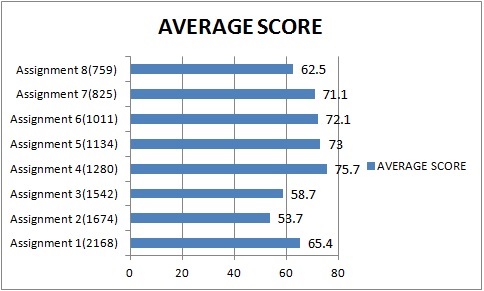 AVERAGE SCORE
Assignment 8(759) 62.5
Assignment 7(825) 71.1
Assignment 6(1011) 72.1
Assignment 5(1134) 73
Assignment 4(1280) 75.7
AVERAGE SCORE
Assignment 3(1542) 58.7
Assignment 2(1674) 53.7
Assignment 1(2168) 65.4
0 20 40 60 80